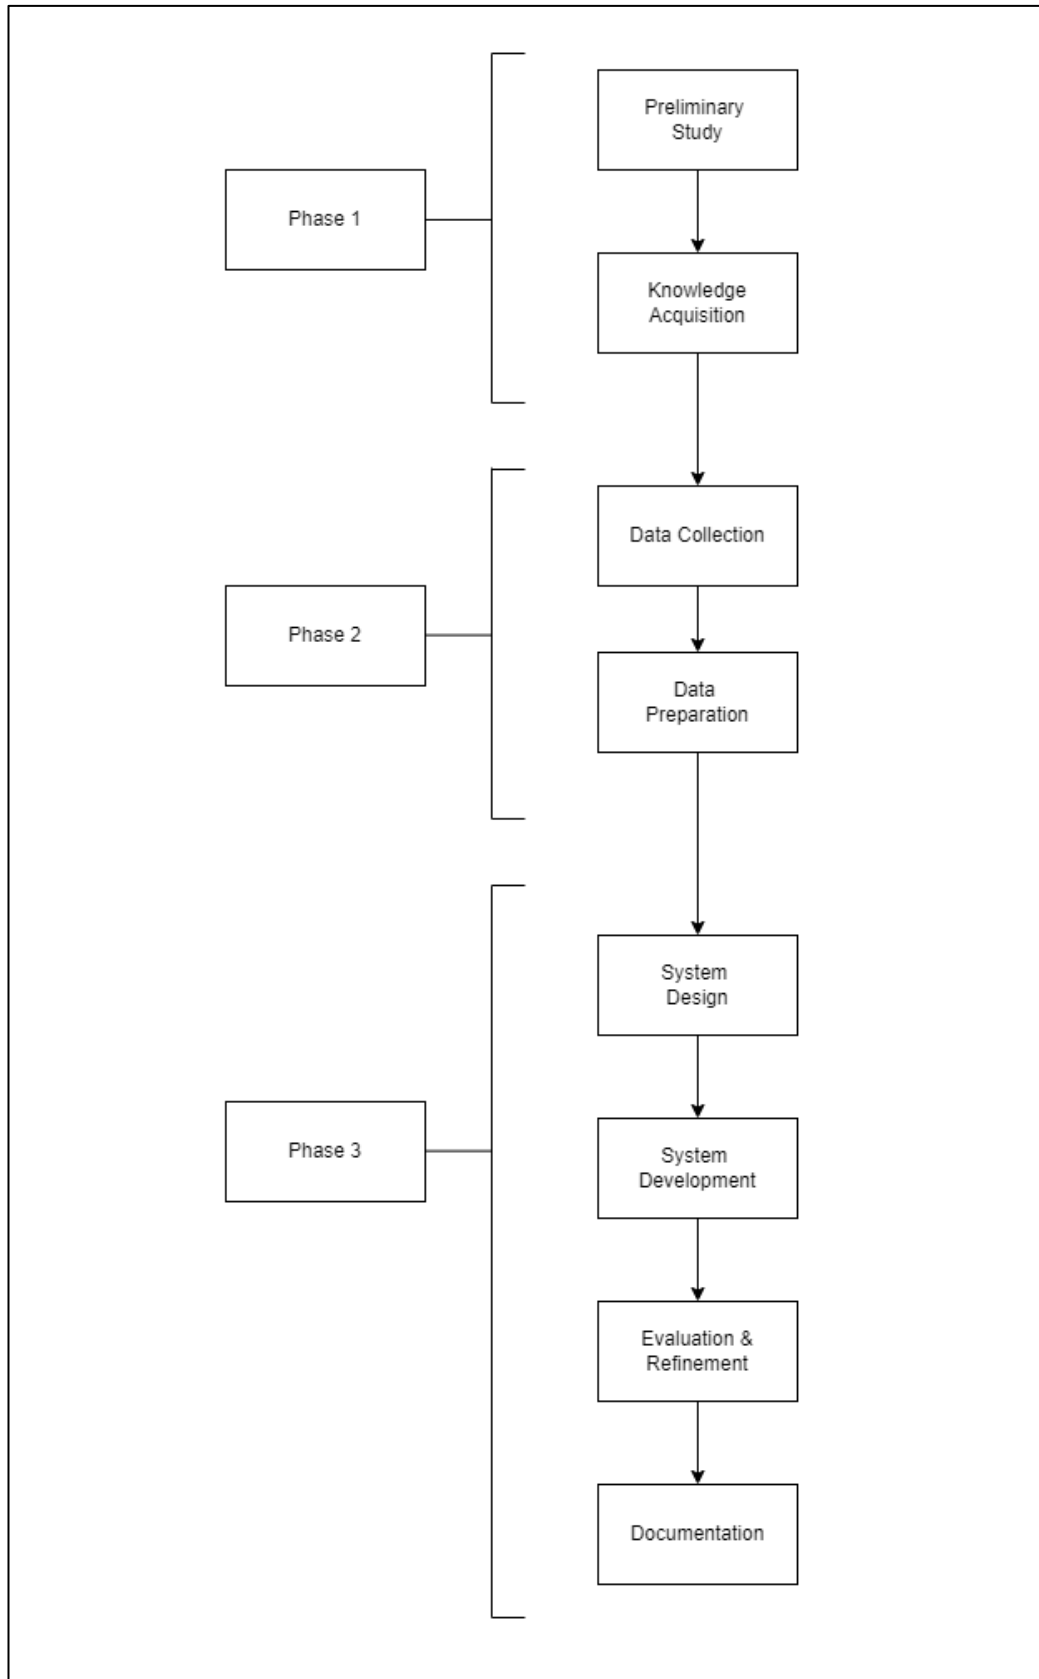 Preliminary
Study
Phase 1
Knowledge
Acquisition
Data Collection
Phase 2
Data
Preparation
System
Design
Phase 3
System
Development
Evaluation &
Refinement
Documentation